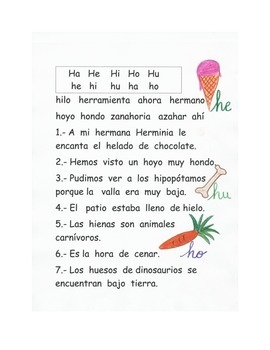 Ha He Hi Ho Hu
he hi hu ha ho
hilo herramienta ahora hermano
hoyo hondo zanahoria azahar ahí
he
1.- A mi hermana Herminia le
encanta el helado de chocolate.
2.- Hemos visto un hoyo muy hondo.
3.- Pudimos ver a los hipopótamos
porque la valla era muy baja.
hu
4.- El patio estaba lleno de hielo.
5.- Las hienas son animales
carnívoros.
6.- Es la hora de cenar.
ho
7.- Los huesos de dinosaurios se
encuentran bajo tierra.